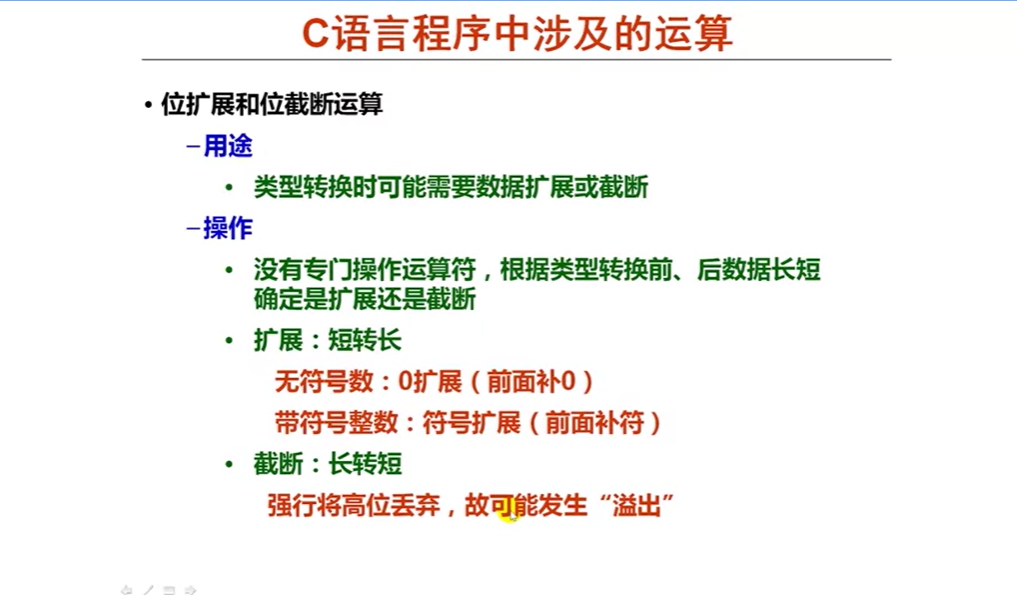 C语言程序中涉及的运算
• 位扩展和位截断运算
–用途
• 类型转换时可能需要数据扩展或截断
–操作
• 没有专门操作运算符，根据类型转换前、后数据长短
确定是扩展还是截断
• 扩展：短转长
无符号数：0扩展（前面补0）
带符号整数：符号扩展（前面补符）
• 截断：长转短
强行将高位丢弃，故可能发生“溢出”